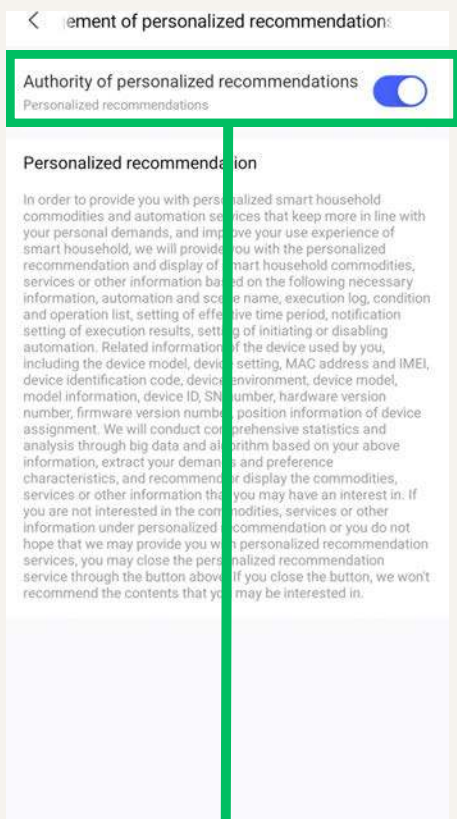 ement of personalized recommendation
Authority of personalized recommendations
Personalized recommendations
Personalized recommendation
In order to provide you with personalized smart household
commodities and automation services that keep more in line with
your personal demands, and improve your use experience of
smart household, we will provide you with the personalized
recommendation and display of smart household commodities,
services or other information based on the following necessary
information, automation and scene name, execution log, condition
and operation list, setting of effective time period, notification
setting of execution results, setting of initiating or disabling
automation. Related information of the device used by you,
including the device model, device setting, MAC address and IMEI,
device identification code, device environment, device model,
model information, device ID, SN number, hardware version
number, firmware version number, position information of device
assignment. We will conduct comprehensive statistics and
analysis through big data and algorithm based on your above
information, extract your demands and preference
characteristics, and recommend or display the commodities,
services or other information that you may have an interest in. If
you are not interested in the commodities, services or other
information under personalized recommendation or you do not
hope that we may provide you with personalized recommendation
services, you may close the personalized recommendation
service through the button above. If you close the button, we won't
recommend the contents that you may be interested in.